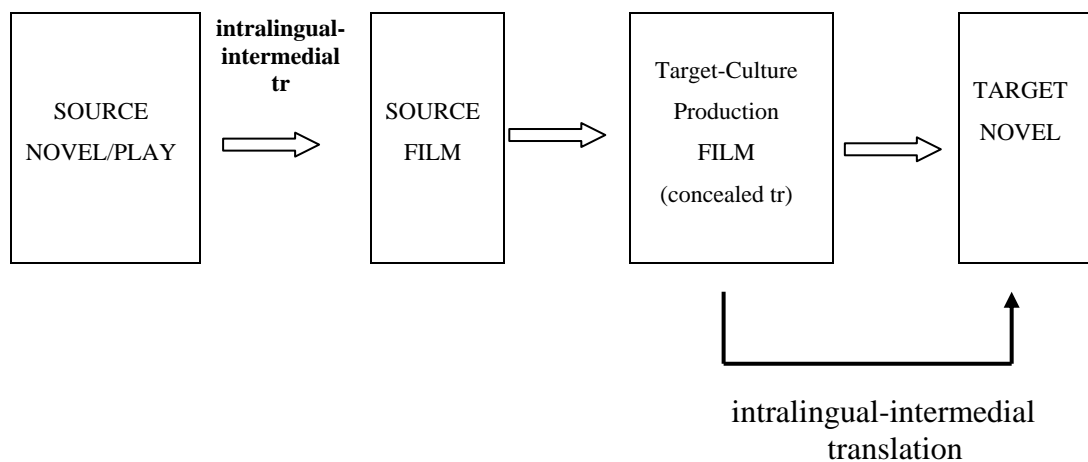 SOURCE
NOVEL/PLAY
intralingual-
intermedial
tr
SOURCE
FILM
Target-Culture
Production
FILM
(concealed tr)
TARGET
NOVEL
intralingual-intermedial
translation